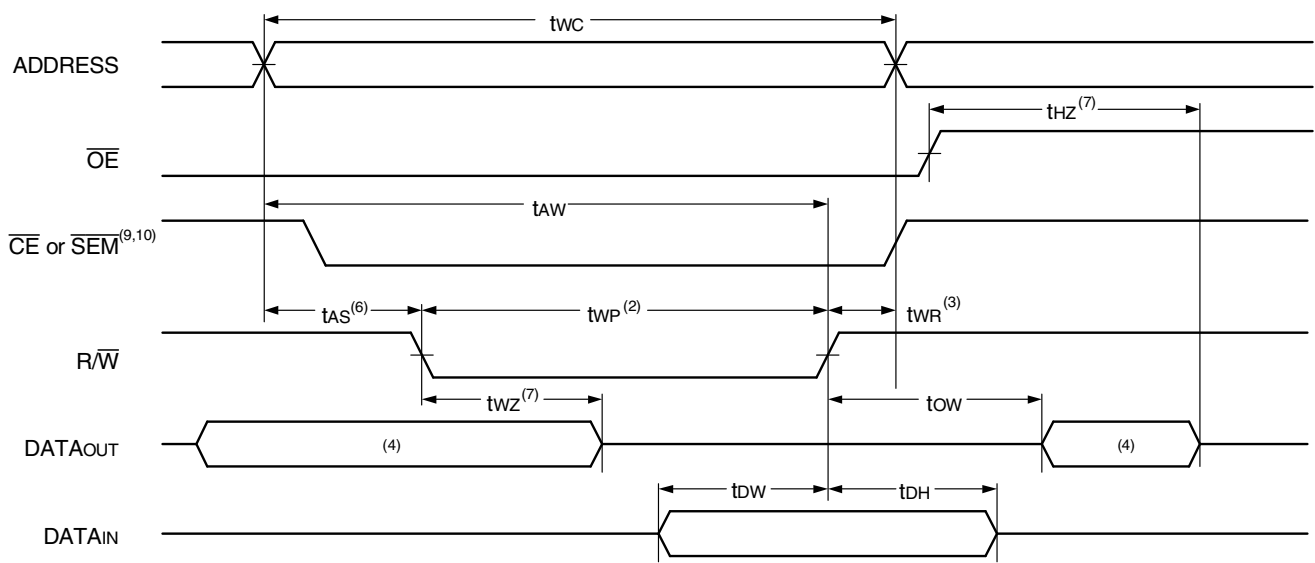 tWC
ADDRESS
tHZ(7)
OE
tAW
CE or SEM(9,10)
tAS(6) tWP(2) tWR(3)
R/W
tWZ(7) tOW
DATAOUT (4) (4)
tDW tDH
DATAIN